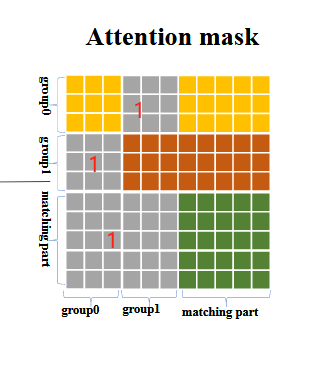 Attention mask
group0
1
group1
1
matching part
1
group0
group1
matching part